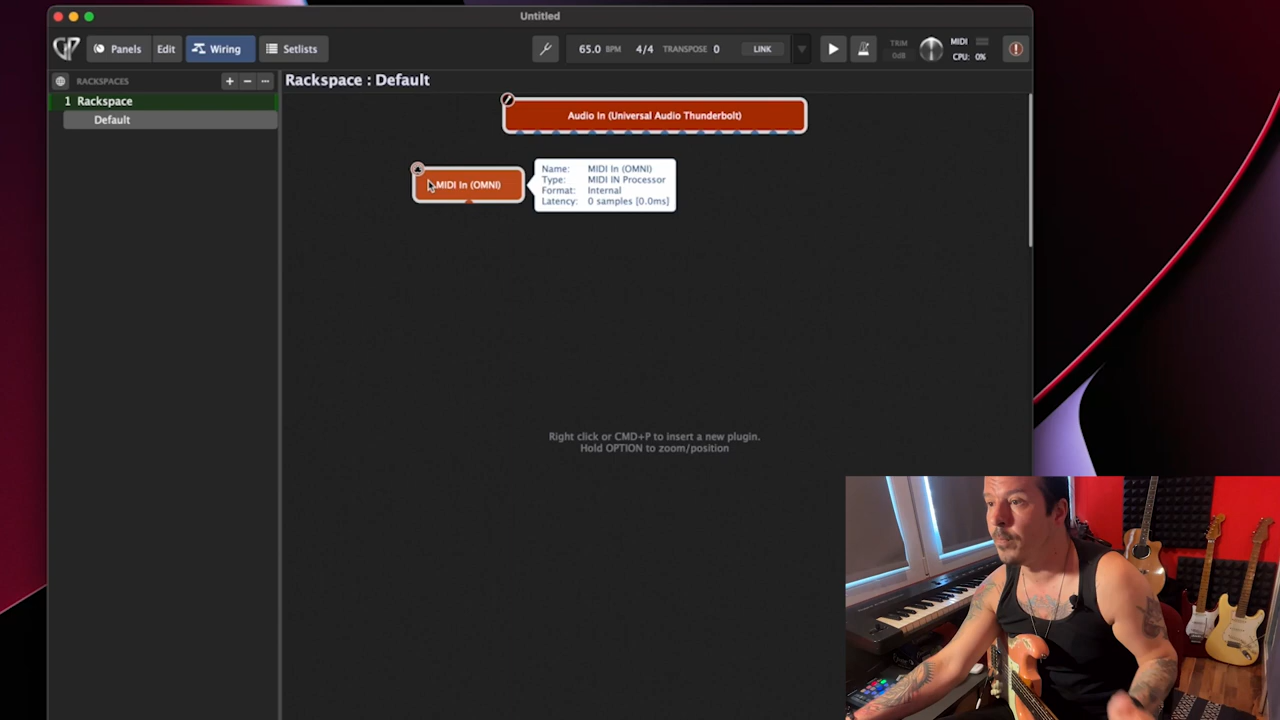 Untitled
GP Panels Edit Wiring Setlists 65.0 BPM 4/4 TRANSPOSE 0 LINK TRIM 0dB MIDI CPU: 0%
RACKSPACES + − ...
Rackspace : Default
1 Rackspace
Default
Audio In (Universal Audio Thunderbolt)
MIDI In (OMNI)
Name: MIDI In (OMNI)
Type: MIDI IN Processor
Format: Internal
Latency: 0 samples [0.0ms]
Right click or CMD+P to insert a new plugin.
Hold OPTION to zoom/position